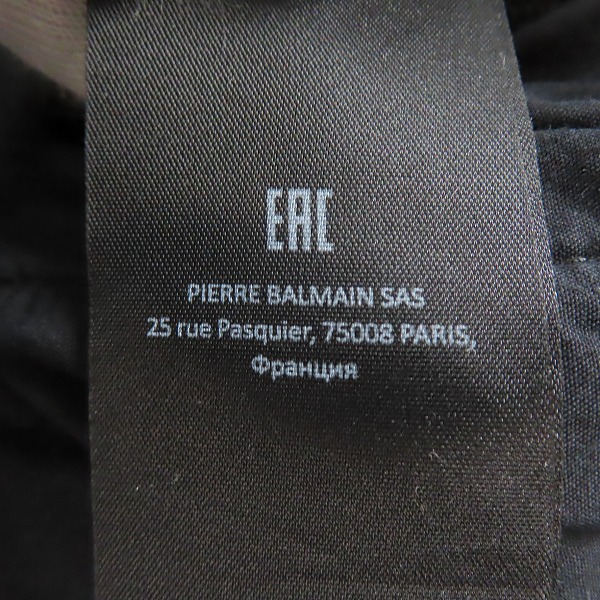 EAC
PIERRE BALMAIN SAS
25 rue Pasquier, 75008 PARIS,
Франция